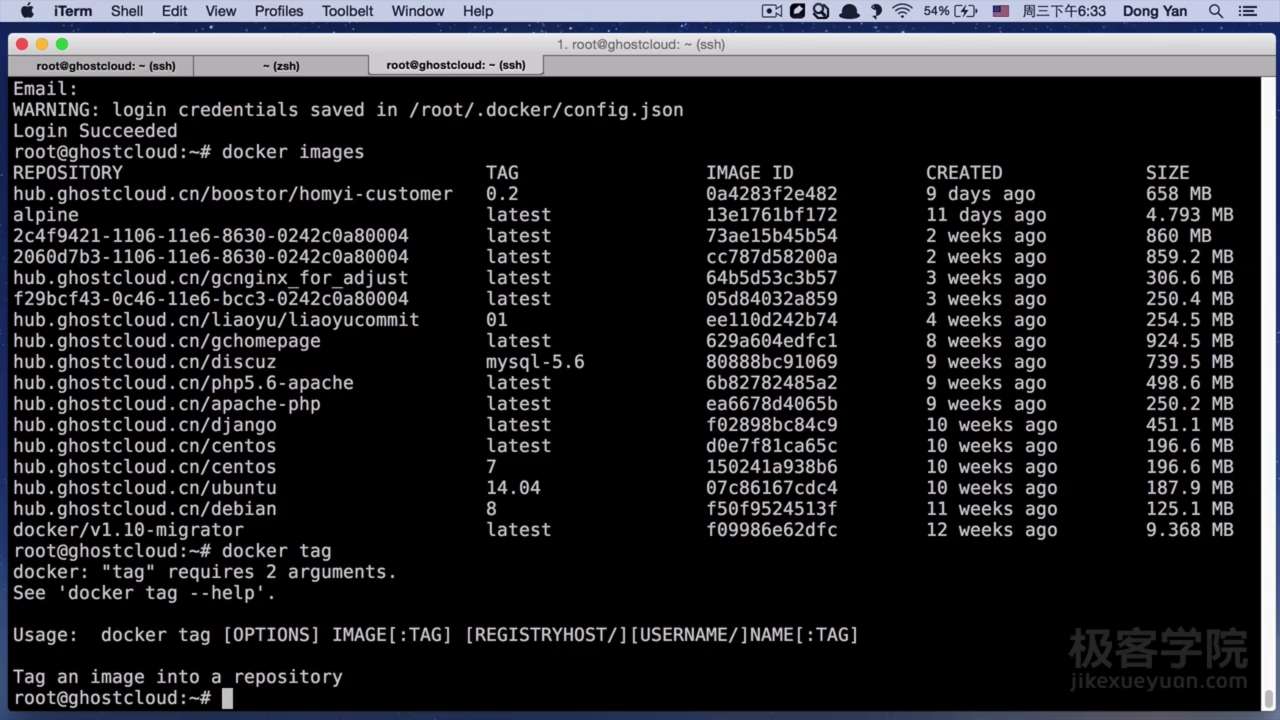 iTerm Shell Edit View Profiles Toolbelt Window Help 54% 周三下午6:33 Dong Yan
1. root@ghostcloud: ~ (ssh)
root@ghostcloud: ~ (ssh) ~ (zsh) root@ghostcloud: ~ (ssh)
Email:
WARNING: login credentials saved in /root/.docker/config.json
Login Succeeded
root@ghostcloud:~# docker images
REPOSITORY TAG IMAGE ID CREATED SIZE
hub.ghostcloud.cn/boostor/homyi-customer 0.2 0a4283f2e482 9 days ago 658 MB
alpine latest 13e1761bf172 11 days ago 4.793 MB
2c4f9421-1106-11e6-8630-0242c0a80004 latest 73ae15b45b54 2 weeks ago 860 MB
2060d7b3-1106-11e6-8630-0242c0a80004 latest cc787d58200a 2 weeks ago 859.2 MB
hub.ghostcloud.cn/gcnginx_for_adjust latest 64b5d53c3b57 3 weeks ago 306.6 MB
f29bcf43-0c46-11e6-bcc3-0242c0a80004 latest 05d84032a859 3 weeks ago 250.4 MB
hub.ghostcloud.cn/liaoyu/liaoyucommit 01 ee110d242b74 4 weeks ago 254.5 MB
hub.ghostcloud.cn/gchomepage latest 629a604edfc1 8 weeks ago 924.5 MB
hub.ghostcloud.cn/discuz mysql-5.6 80888bc91069 9 weeks ago 739.5 MB
hub.ghostcloud.cn/php5.6-apache latest 6b82782485a2 9 weeks ago 498.6 MB
hub.ghostcloud.cn/apache-php latest ea6678d4065b 9 weeks ago 250.2 MB
hub.ghostcloud.cn/django latest f02898bc84c9 10 weeks ago 451.1 MB
hub.ghostcloud.cn/centos latest d0e7f81ca65c 10 weeks ago 196.6 MB
hub.ghostcloud.cn/centos 7 150241a938b6 10 weeks ago 196.6 MB
hub.ghostcloud.cn/ubuntu 14.04 07c86167cdc4 10 weeks ago 187.9 MB
hub.ghostcloud.cn/debian 8 f50f9524513f 11 weeks ago 125.1 MB
docker/v1.10-migrator latest f09986e62dfc 12 weeks ago 9.368 MB
root@ghostcloud:~# docker tag
docker: "tag" requires 2 arguments.
See 'docker tag --help'.
Usage: docker tag [OPTIONS] IMAGE[:TAG] [REGISTRYHOST/][USERNAME/]NAME[:TAG]
Tag an image into a repository
root@ghostcloud:~#
极客学院
jikexueyuan.com